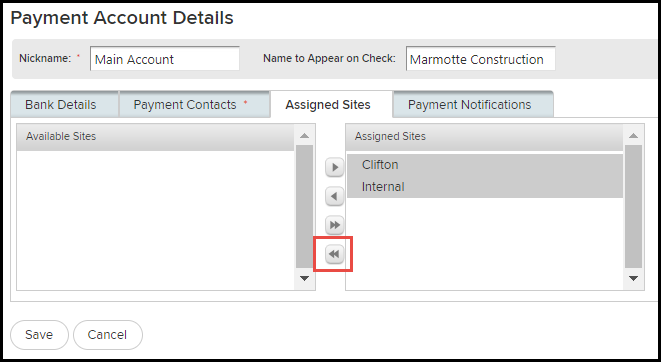 Payment Account Details
Nickname: * Main Account Name to Appear on Check: Marmotte Construction
Bank Details Payment Contacts * Assigned Sites Payment Notifications
Available Sites Assigned Sites
Clifton
Internal
Save Cancel